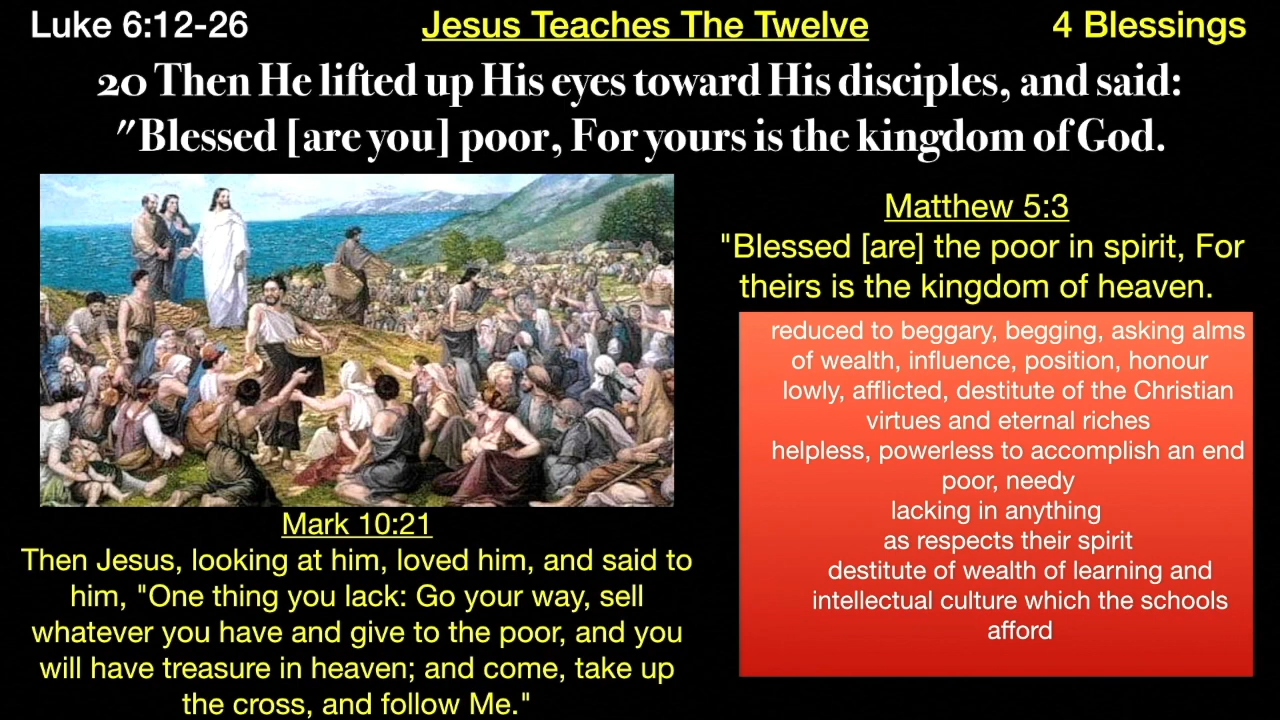 Luke 6:12-26
Jesus Teaches The Twelve
4 Blessings
20 Then He lifted up His eyes toward His disciples, and said:
"Blessed [are you] poor, For yours is the kingdom of God.
Matthew 5:3
"Blessed [are] the poor in spirit, For
theirs is the kingdom of heaven.
reduced to beggary, begging, asking alms
of wealth, influence, position, honour
lowly, afflicted, destitute of the Christian
virtues and eternal riches
helpless, powerless to accomplish an end
poor, needy
lacking in anything
as respects their spirit
destitute of wealth of learning and
intellectual culture which the schools
afford
Mark 10:21
Then Jesus, looking at him, loved him, and said to
him, "One thing you lack: Go your way, sell
whatever you have and give to the poor, and you
will have treasure in heaven; and come, take up
the cross, and follow Me."